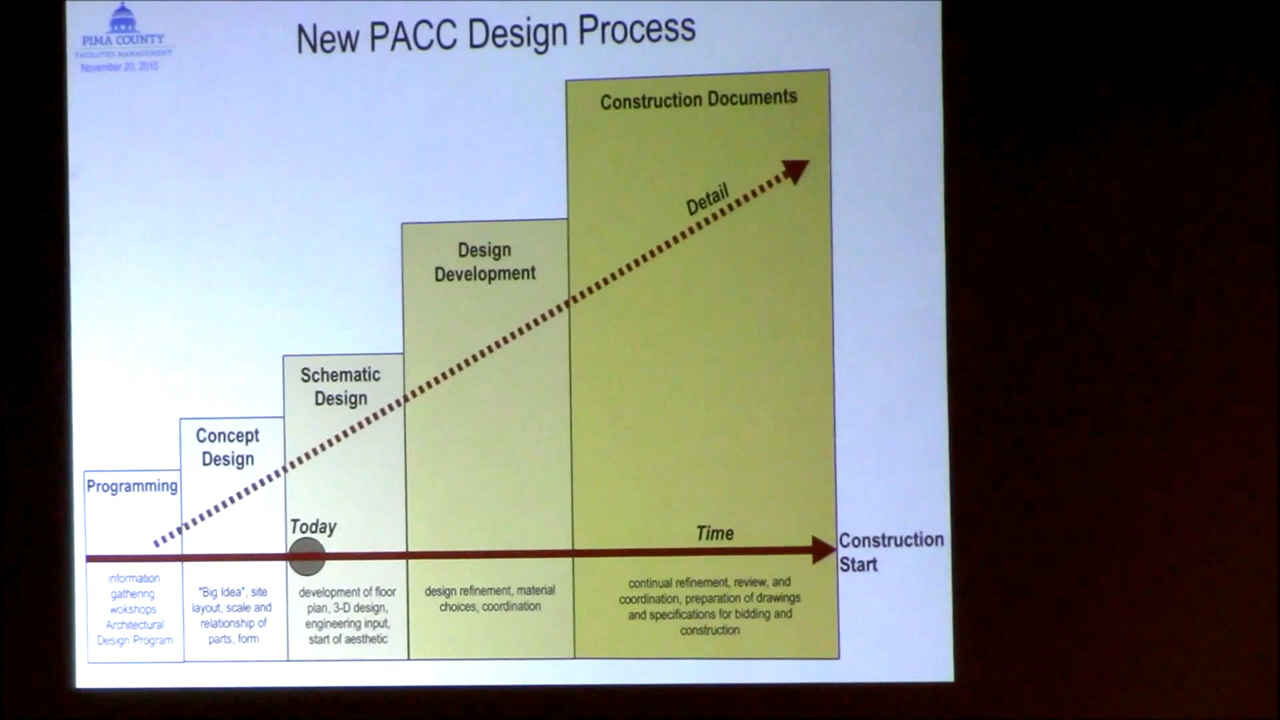 PIMA COUNTY
FACILITIES MANAGEMENT
November 20, 2015
New PACC Design Process
Construction Documents
Detail
Design
Development
Schematic
Design
Concept
Design
Programming
Today
Time
Construction
Start
information
gathering
wokshops
Architectural
Design Program
"Big Idea", site
layout, scale and
relationship of
parts, form
development of floor
plan, 3-D design,
engineering input,
start of aesthetic
design refinement, material
choices, coordination
continual refinement, review, and
coordination, preparation of drawings
and specifications for bidding and
construction